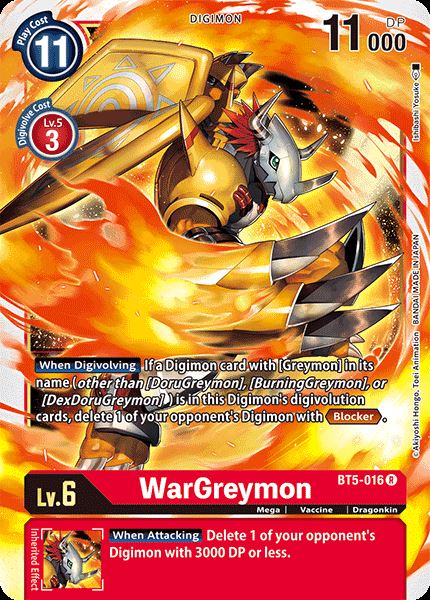 DIGIMON
Play Cost
11
DP
11000
Digivolve Cost
Lv.5
3
Ishibashi Yosuke
©Akiyoshi Hongo, Toei Animation BANDAI MADE IN JAPAN
When Digivolving If a Digimon card with [Greymon] in its
name (other than [DoruGreymon], [BurningGreymon], or
[DexDoruGreymon]) is in this Digimon's digivolution
cards, delete 1 of your opponent's Digimon with Blocker.
Lv.6
WarGreymon
BT5-016 R
Mega | Vaccine | Dragonkin
Inherited Effect
When Attacking Delete 1 of your opponent's
Digimon with 3000 DP or less.